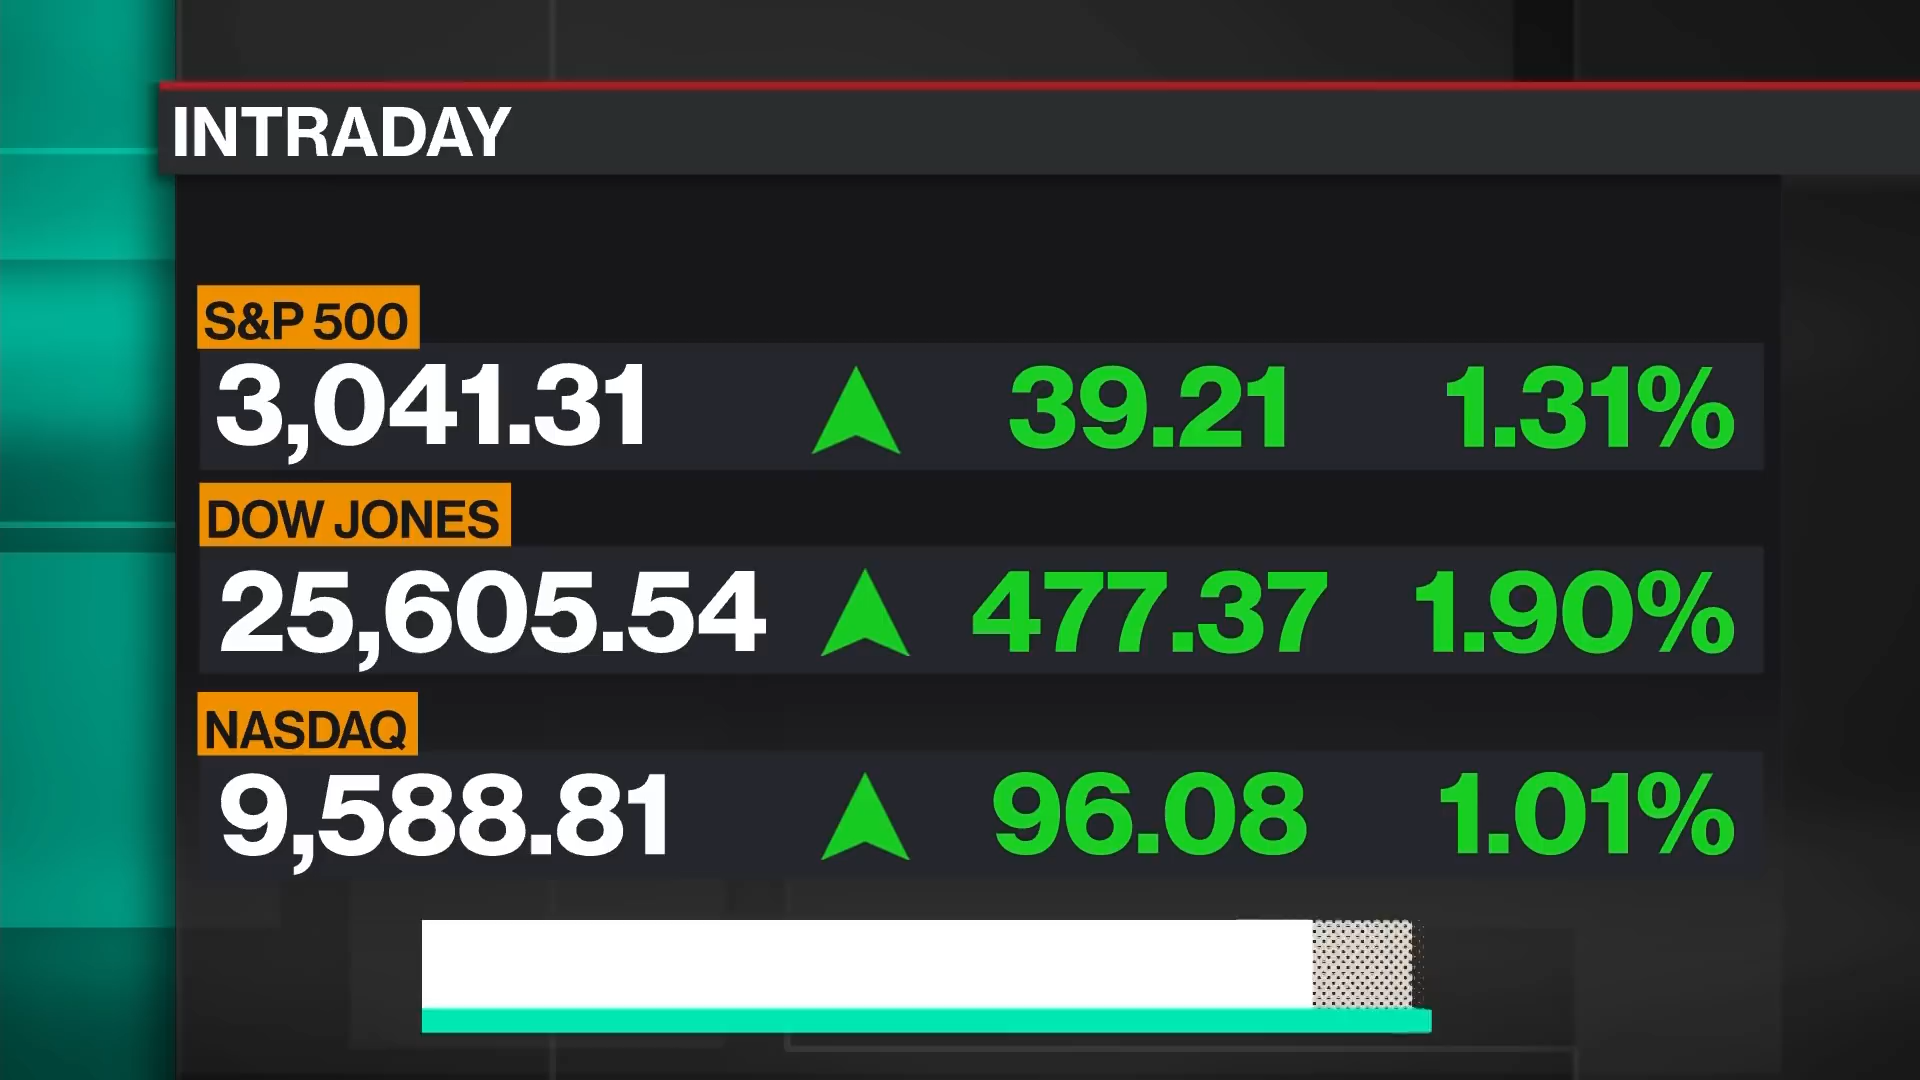 INTRADAY
S&P 500
3,041.31 39.21 1.31%
DOW JONES
25,605.54 477.37 1.90%
NASDAQ
9,588.81 96.08 1.01%